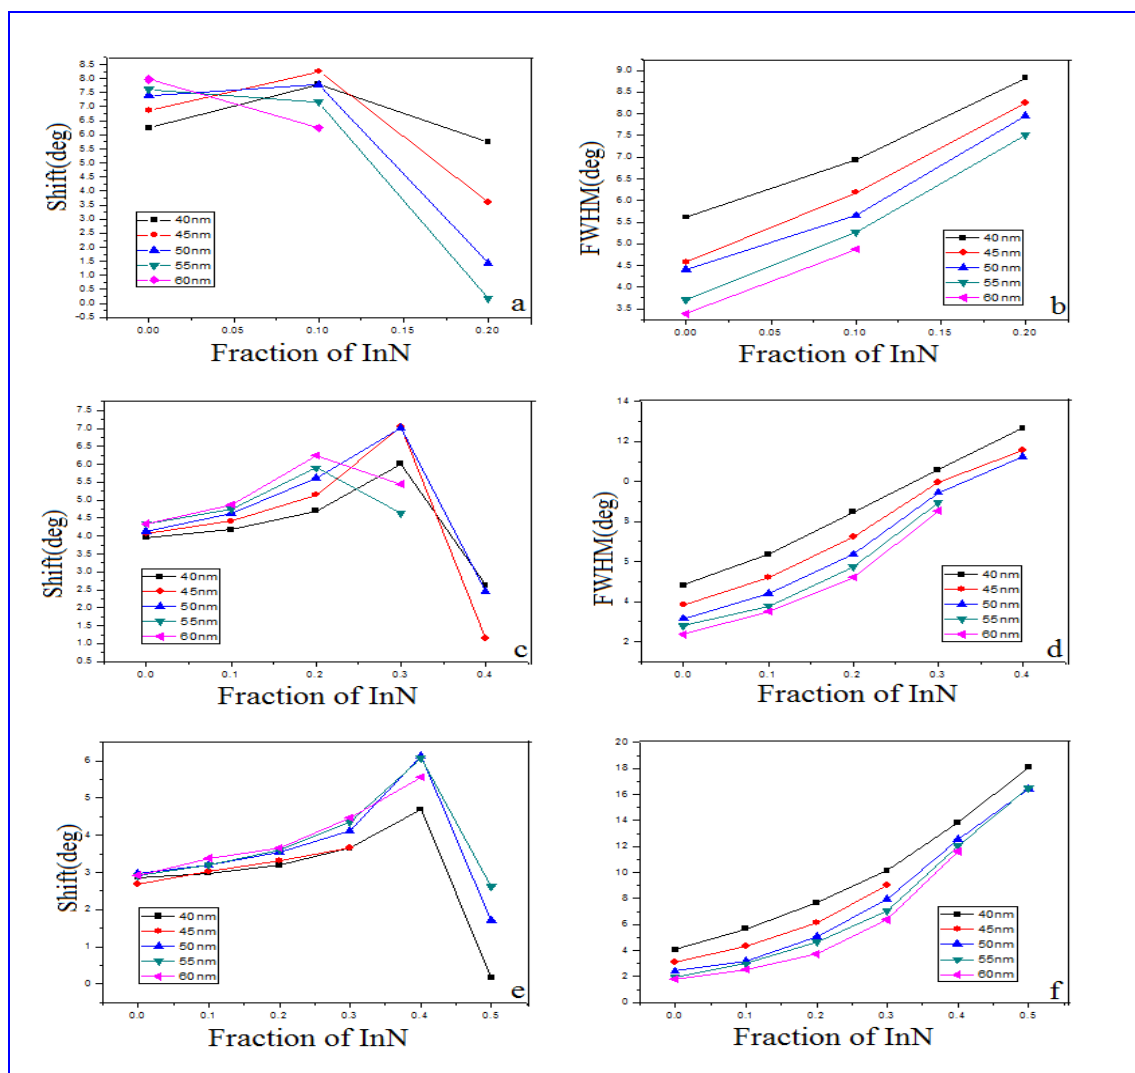 8.5
8.0
7.5
7.0
6.5
6.0
5.5
5.0
4.5
4.0
3.5
3.0
2.5
2.0
1.5
1.0
0.5
0.0
-0.5
Shift(deg)
40nm
45nm
50nm
55nm
60nm
a
0.00 0.05 0.10 0.15 0.20
Fraction of InN
9.0
8.5
8.0
7.5
7.0
6.5
6.0
5.5
5.0
4.5
4.0
3.5
FWHM(deg)
40nm
45nm
50nm
55nm
60nm
b
0.00 0.05 0.10 0.15 0.20
Fraction of InN
7.5
7.0
6.5
6.0
5.5
5.0
4.5
4.0
3.5
3.0
2.5
2.0
1.5
1.0
0.5
Shift(deg)
40nm
45nm
50nm
55nm
60nm
c
0.0 0.1 0.2 0.3 0.4
Fraction of InN
14
12
0
8
5
4
2
FWHM(deg)
40nm
45nm
50nm
55nm
60nm
d
0.0 0.1 0.2 0.3 0.4
Fraction of InN
6
5
4
3
2
1
0
Shift(deg)
40nm
45nm
50nm
55nm
60nm
e
0.0 0.1 0.2 0.3 0.4 0.5
Fraction of InN
20
18
16
14
12
10
8
6
4
2
0
FWHM(deg)
40nm
45nm
50nm
55nm
60nm
f
0.0 0.1 0.2 0.3 0.4 0.5
Fraction of InN